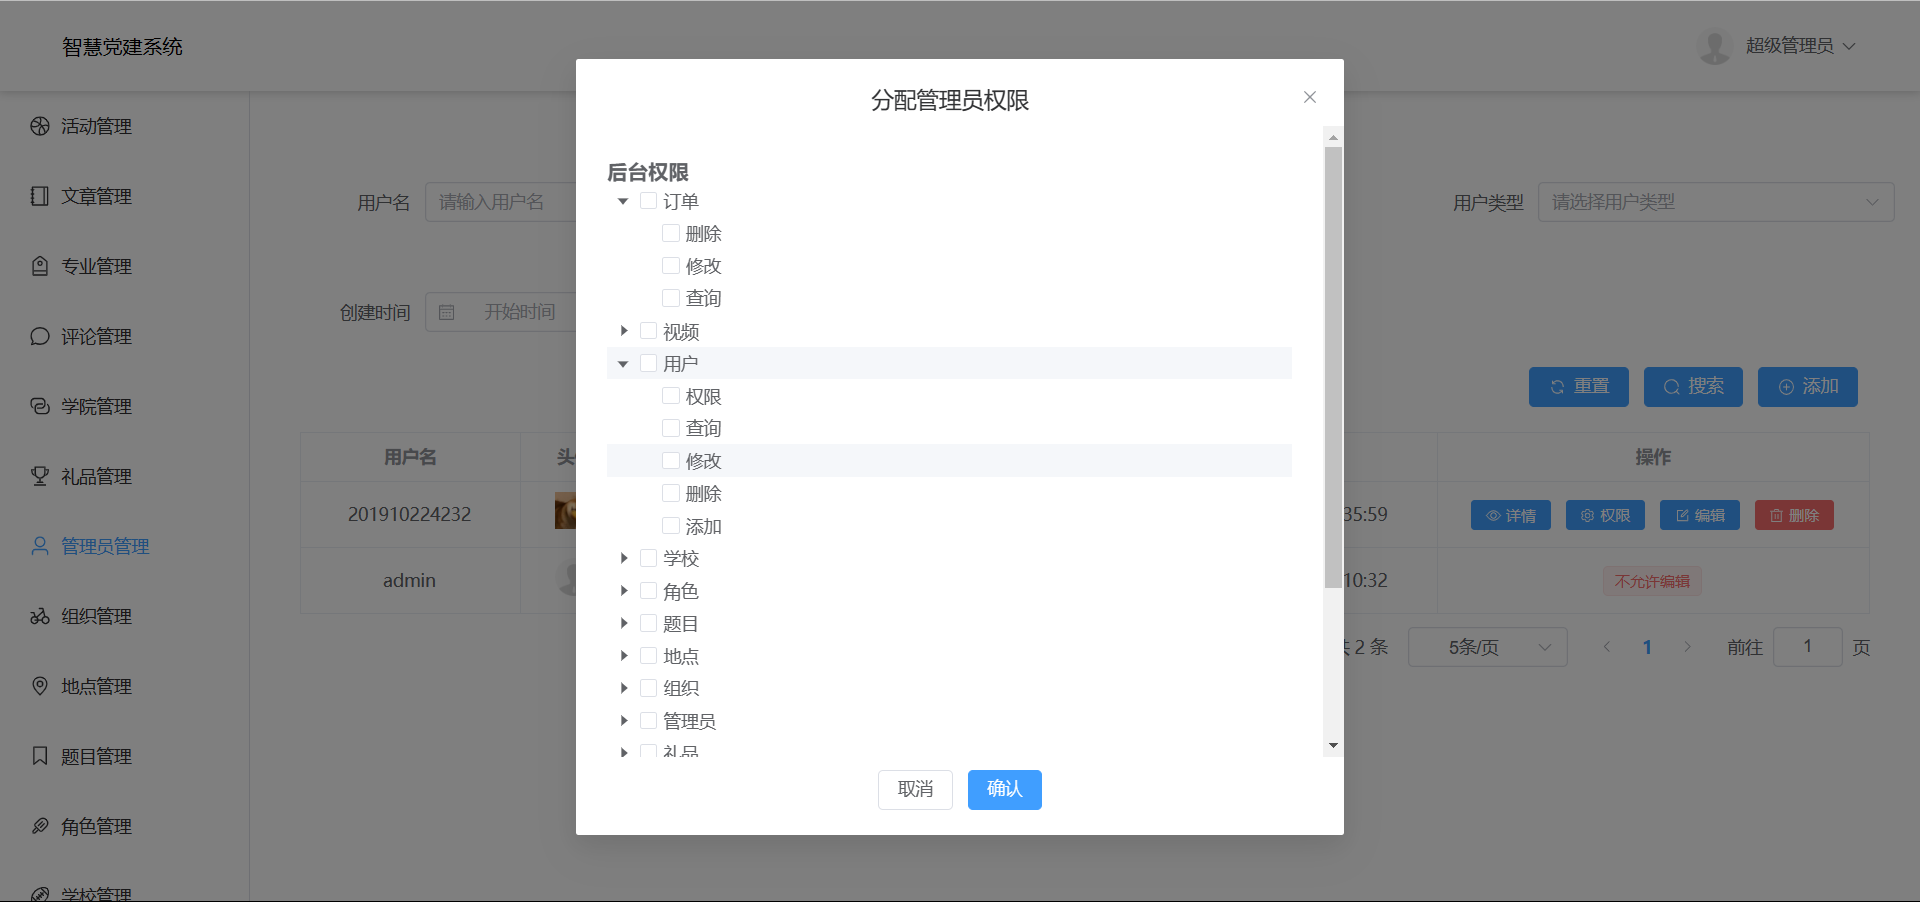 智慧党建系统
超级管理员
活动管理
文章管理
专业管理
评论管理
学院管理
礼品管理
管理员管理
组织管理
地点管理
题目管理
角色管理
学校管理
用户名 请输入用户名
用户类型 请选择用户类型
创建时间 开始时间
重置 搜索 添加
用户名 操作
201910224232 35:59 详情 权限 编辑 删除
admin 10:32 不允许编辑
2 条 5条/页 1 前往 1 页
分配管理员权限
后台权限
订单
删除
修改
查询
视频
用户
权限
查询
修改
删除
添加
学校
角色
题目
地点
组织
管理员
礼品
取消 确认